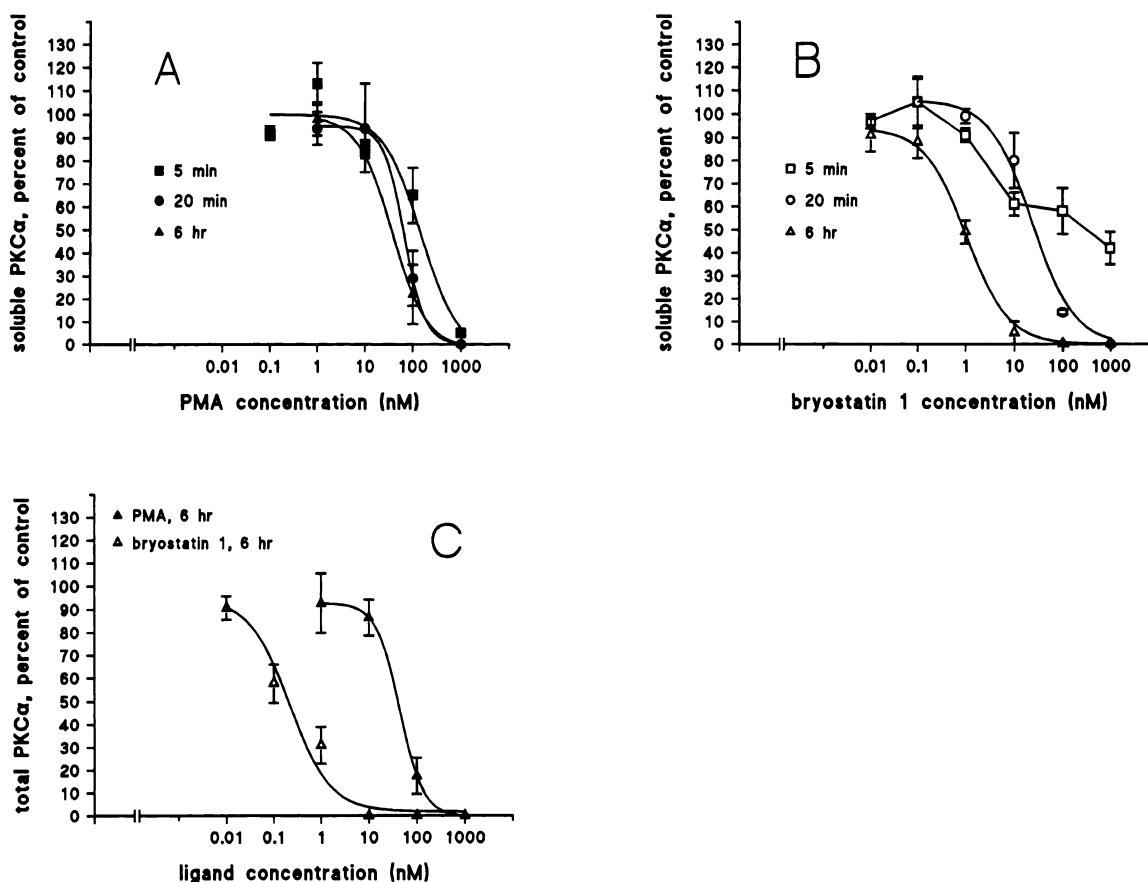 A
soluble PKCα, percent of control
130
120
110
100
90
80
70
60
50
40
30
20
10
0
5 min
20 min
6 hr
0.01 0.1 1 10 100 1000
PMA concentration (nM)
B
soluble PKCα, percent of control
130
120
110
100
90
80
70
60
50
40
30
20
10
0
5 min
20 min
6 hr
0.01 0.1 1 10 100 1000
bryostatin 1 concentration (nM)
C
total PKCα, percent of control
130
120
110
100
90
80
70
60
50
40
30
20
10
0
PMA, 6 hr
bryostatin 1, 6 hr
0.01 0.1 1 10 100 1000
ligand concentration (nM)